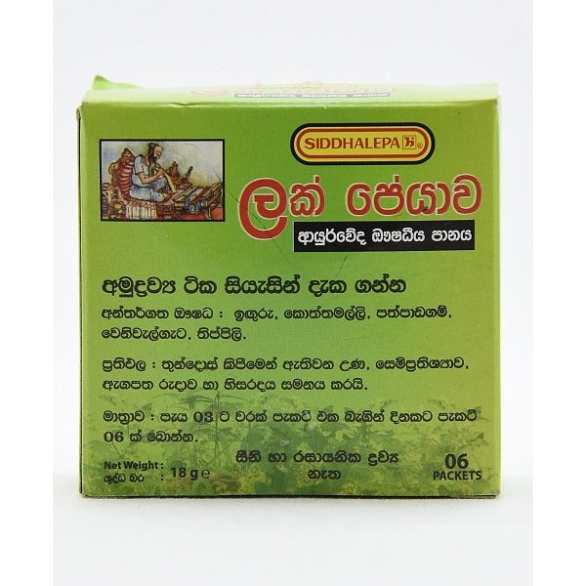 SIDDHALEPA
ලක් පේයාව
ආයුර්වේද ඖෂධීය පානය
අමුද්‍රව්‍ය ටික සියැසින් දැක ගන්න
අන්තර්ගත ඖෂධ : ඉඟුරු, කොත්තමල්ලි, පත්පාඩගම්,
වෙනිවැල්ගැට, තිප්පිලි.
ප්‍රතිඵල : තුන්දොස් කිපීමෙන් ඇතිවන උණ, සෙම්ප්‍රතිශ්‍යාව,
ඇඟපත රුදාව හා හිසරදය සමනය කරයි.
මාත්‍රාව : පැය 03 ට වරක් පැකට් එක බැගින් දිනකට පැකට්
06 ක් බොන්න.
සීනි හා රසායනික ද්‍රව්‍ය
නැත
Net Weight :
ශුද්ධ බර : 18 g e
06
PACKETS